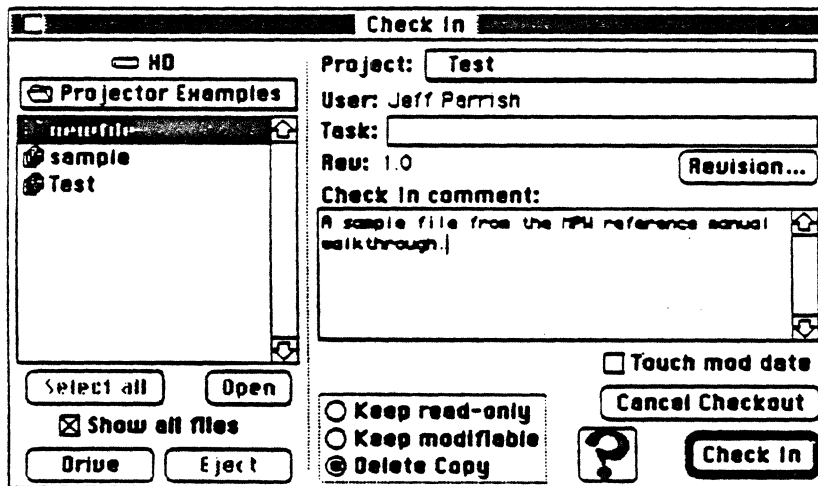 Check In
HD
Projector Examples
newfile
sample
Test
Select all
Open
Show all files
Drive
Eject
Project: Test
User: Jeff Parrish
Task:
Rev: 1.0
Revision...
Check in comment:
A sample file from the MPW reference manual
walkthrough.
Touch mod date
Keep read-only
Keep modifiable
Delete Copy
Cancel Checkout
?
Check In